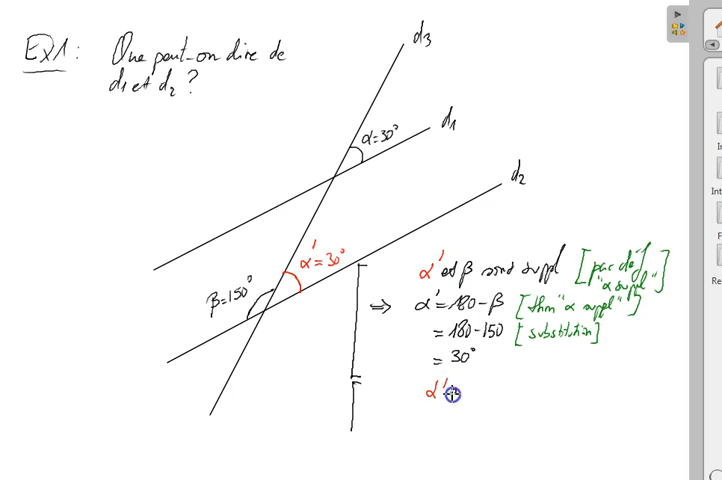 EX1: Que peut-on dire de
d1 et d2 ?
d3
d1
α=30°
d2
α'=30°
β=150°
α' et β sont suppl [par def "α suppl"]
⇒ α' = 180-β [thm "α suppl"]
= 180-150 [substitution]
= 30°
α'